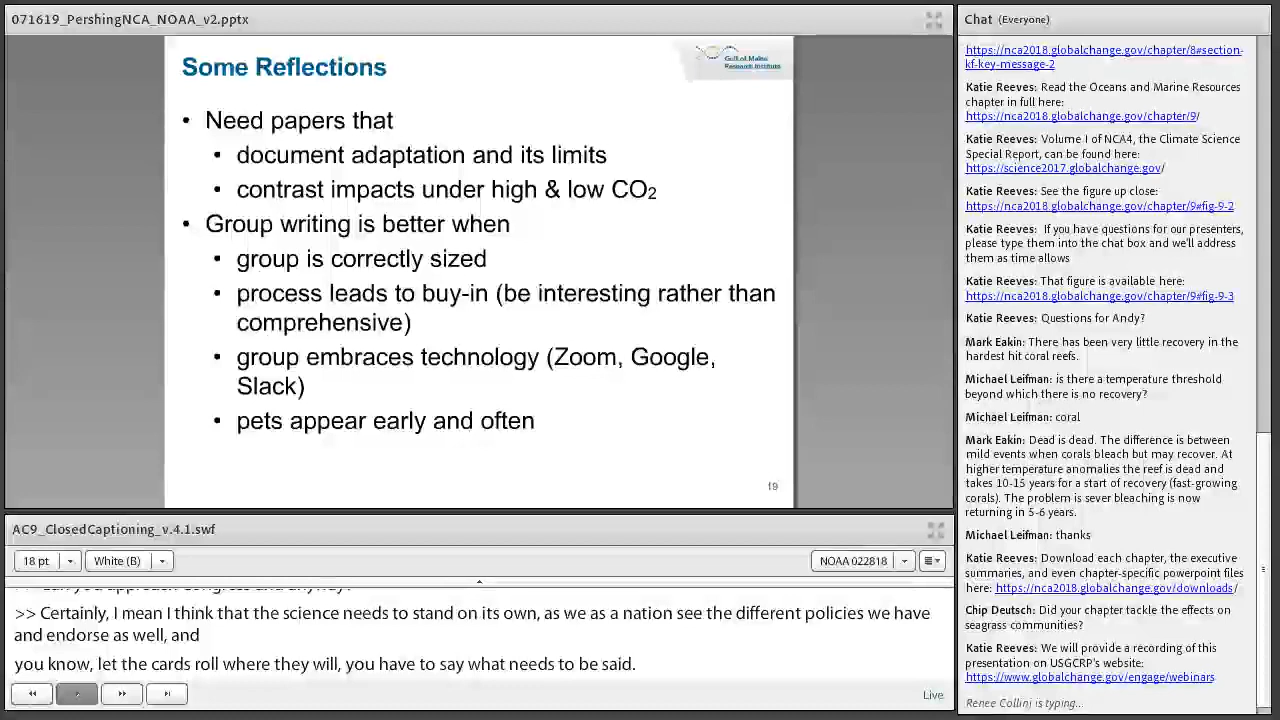 071619_PershingNCA_NOAA_v2.pptx
Some Reflections
Gulf of Maine
Research Institute
• Need papers that
• document adaptation and its limits
• contrast impacts under high & low CO2
• Group writing is better when
• group is correctly sized
• process leads to buy-in (be interesting rather than
comprehensive)
• group embraces technology (Zoom, Google,
Slack)
• pets appear early and often
19
AC9_ClosedCaptioning_v.4.1.swf
18 pt
White (B)
NOAA 022818
>> Certainly, I mean I think that the science needs to stand on its own, as we as a nation see the different policies we have
and endorse as well, and
you know, let the cards roll where they will, you have to say what needs to be said.
Live
Chat (Everyone)
https://nca2018.globalchange.gov/chapter/8#section-
kf-key-message-2
Katie Reeves: Read the Oceans and Marine Resources
chapter in full here:
https://nca2018.globalchange.gov/chapter/9/
Katie Reeves: Volume I of NCA4, the Climate Science
Special Report, can be found here:
https://science2017.globalchange.gov/
Katie Reeves: See the figure up close:
https://nca2018.globalchange.gov/chapter/9#fig-9-2
Katie Reeves: If you have questions for our presenters,
please type them into the chat box and we'll address
them as time allows
Katie Reeves: That figure is available here:
https://nca2018.globalchange.gov/chapter/9#fig-9-3
Katie Reeves: Questions for Andy?
Mark Eakin: There has been very little recovery in the
hardest hit coral reefs.
Michael Leifman: is there a temperature threshold
beyond which there is no recovery?
Michael Leifman: coral
Mark Eakin: Dead is dead. The difference is between
mild events when corals bleach but may recover. At
higher temperature anomalies the reef is dead and
takes 10-15 years for a start of recovery (fast-growing
corals). The problem is sever bleaching is now
returning in 5-6 years.
Michael Leifman: thanks
Katie Reeves: Download each chapter, the executive
summaries, and even chapter-specific powerpoint files
here: https://nca2018.globalchange.gov/downloads/
Chip Deutsch: Did your chapter tackle the effects on
seagrass communities?
Katie Reeves: We will provide a recording of this
presentation on USGCRP's website:
https://www.globalchange.gov/engage/webinars
Renee Collini is typing...